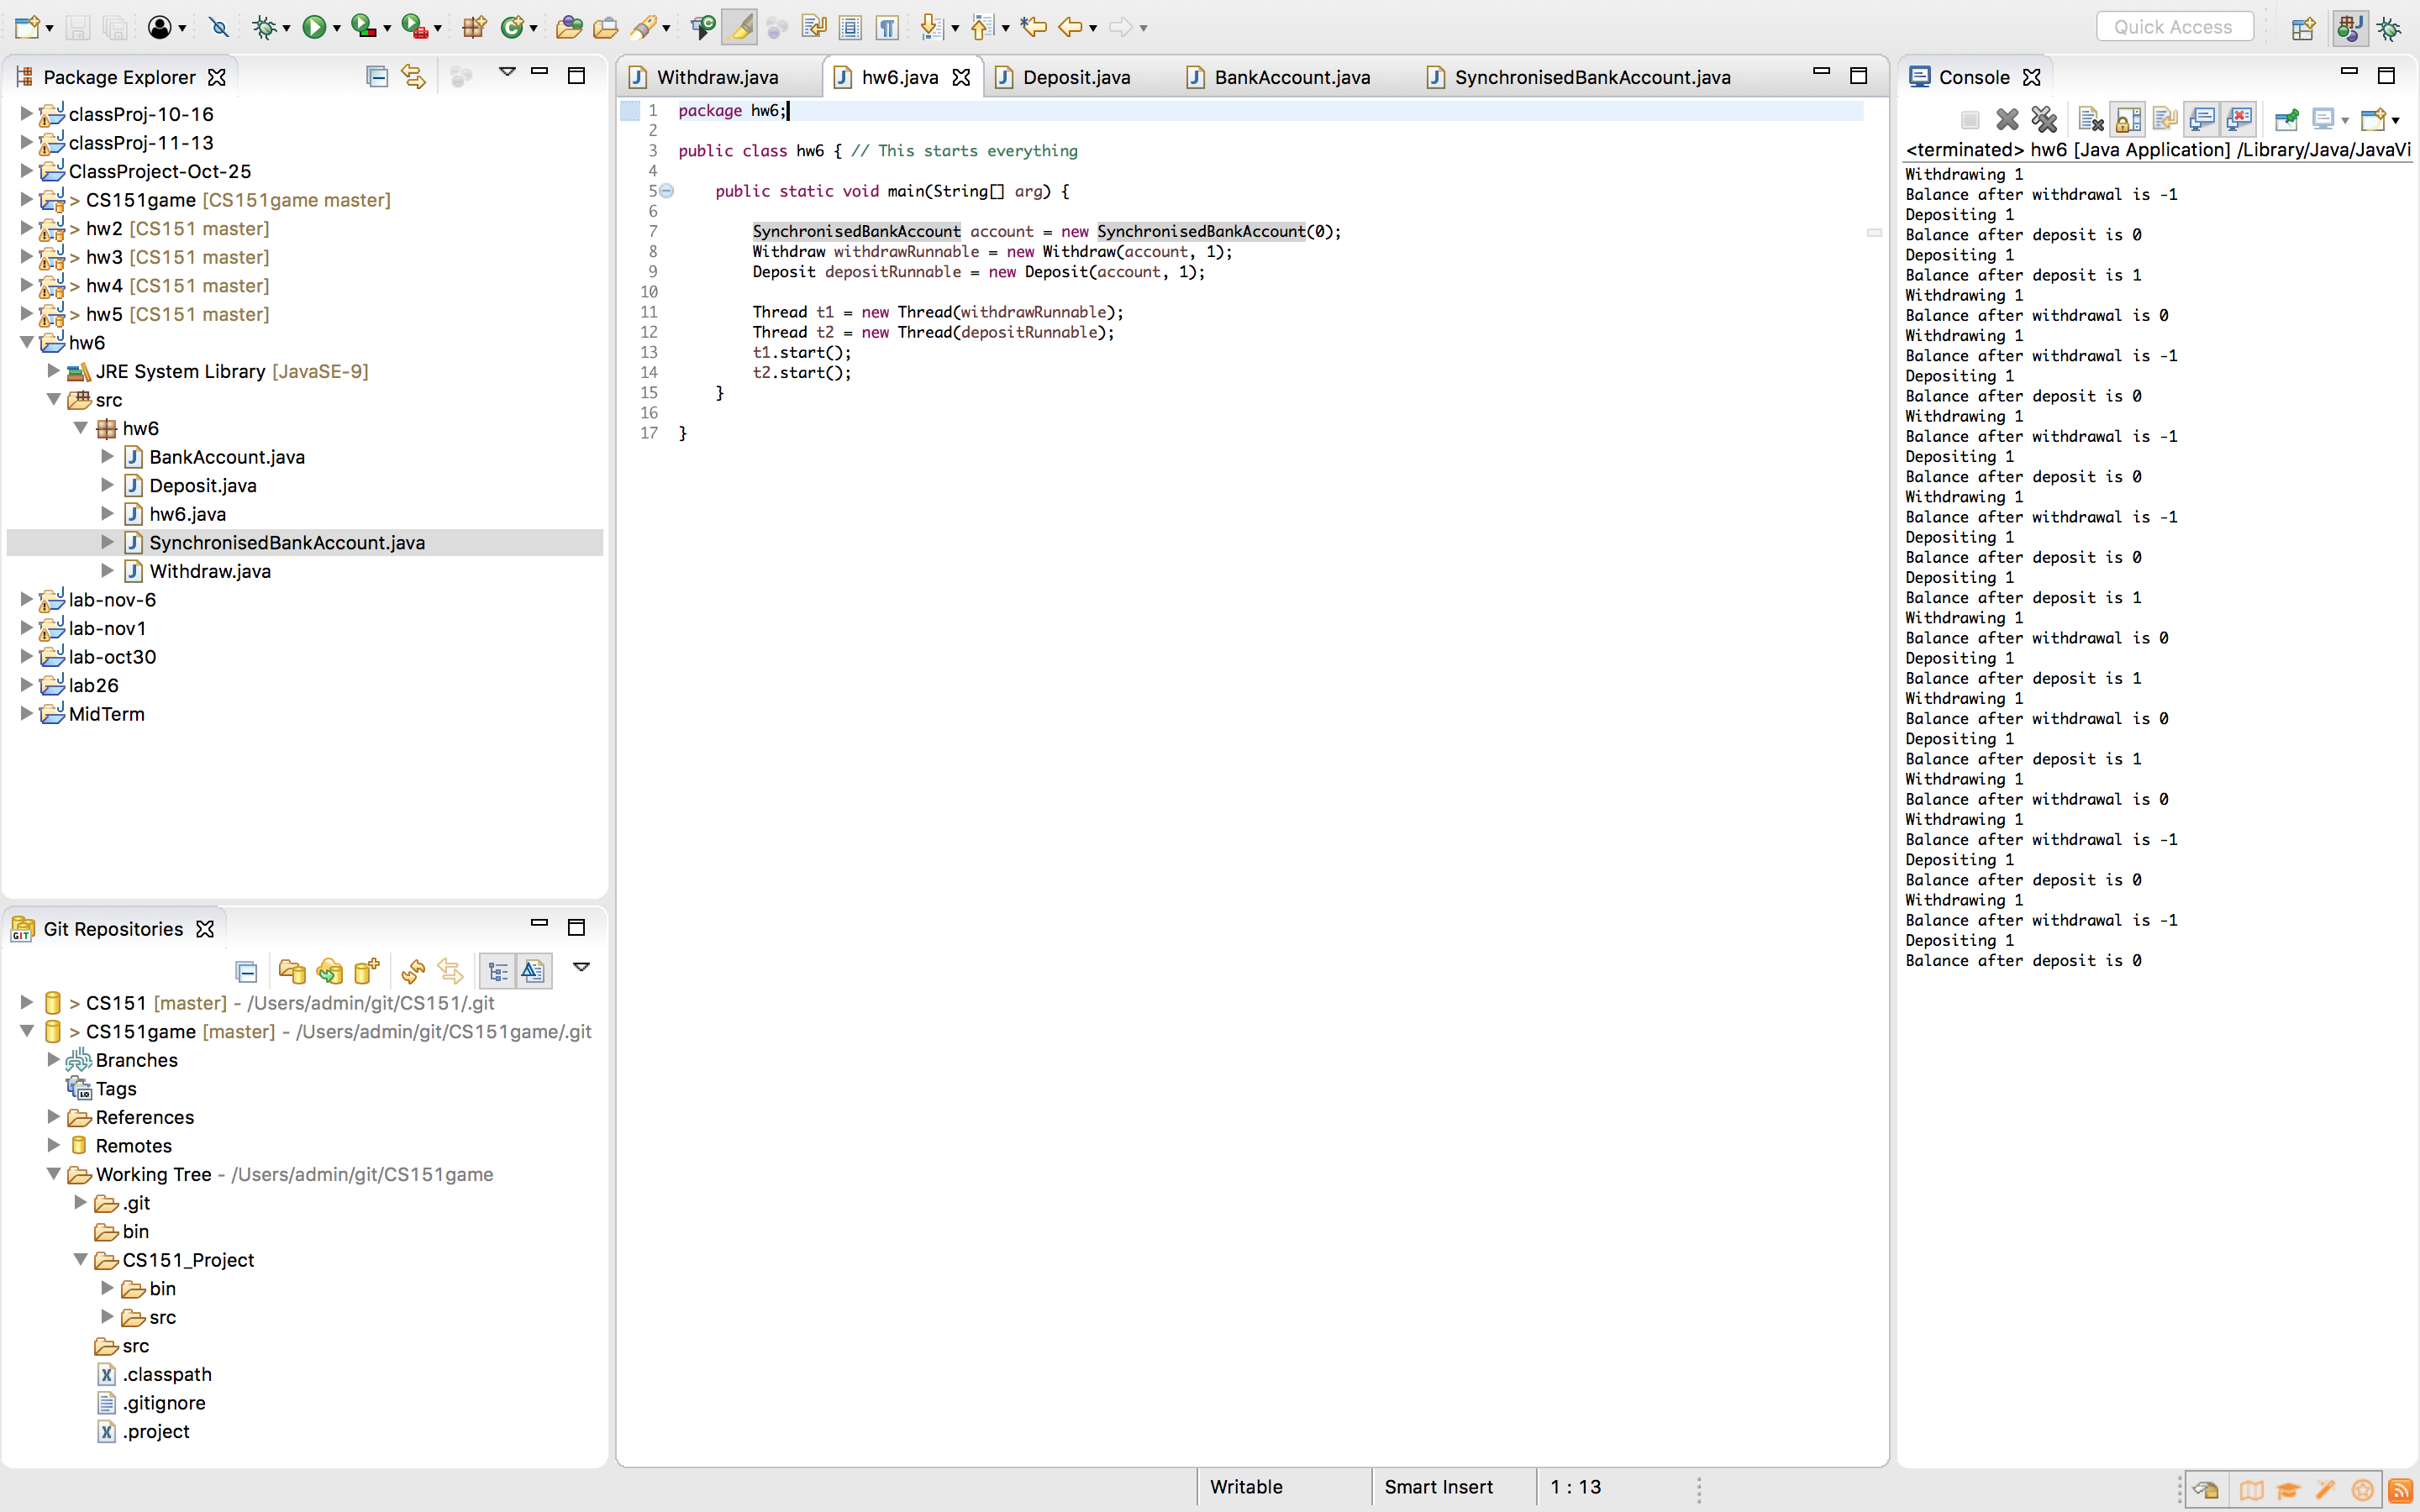 Quick Access
Package Explorer
classProj-10-16
classProj-11-13
ClassProject-Oct-25
> CS151game [CS151game master]
> hw2 [CS151 master]
> hw3 [CS151 master]
> hw4 [CS151 master]
> hw5 [CS151 master]
hw6
JRE System Library [JavaSE-9]
src
hw6
BankAccount.java
Deposit.java
hw6.java
SynchronisedBankAccount.java
Withdraw.java
lab-nov-6
lab-nov1
lab-oct30
lab26
MidTerm
Git Repositories
> CS151 [master] - /Users/admin/git/CS151/.git
> CS151game [master] - /Users/admin/git/CS151game/.git
Branches
Tags
References
Remotes
Working Tree - /Users/admin/git/CS151game
.git
bin
CS151_Project
bin
src
src
.classpath
.gitignore
.project
Withdraw.java hw6.java Deposit.java BankAccount.java SynchronisedBankAccount.java
1 package hw6;
2
3 public class hw6 { // This starts everything
4
5 public static void main(String[] arg) {
6
7 SynchronisedBankAccount account = new SynchronisedBankAccount(0);
8 Withdraw withdrawRunnable = new Withdraw(account, 1);
9 Deposit depositRunnable = new Deposit(account, 1);
10
11 Thread t1 = new Thread(withdrawRunnable);
12 Thread t2 = new Thread(depositRunnable);
13 t1.start();
14 t2.start();
15 }
16
17 }
Console
<terminated> hw6 [Java Application] /Library/Java/JavaVi
Withdrawing 1
Balance after withdrawal is -1
Depositing 1
Balance after deposit is 0
Depositing 1
Balance after deposit is 1
Withdrawing 1
Balance after withdrawal is 0
Withdrawing 1
Balance after withdrawal is -1
Depositing 1
Balance after deposit is 0
Withdrawing 1
Balance after withdrawal is -1
Depositing 1
Balance after deposit is 0
Withdrawing 1
Balance after withdrawal is -1
Depositing 1
Balance after deposit is 0
Depositing 1
Balance after deposit is 1
Withdrawing 1
Balance after withdrawal is 0
Depositing 1
Balance after deposit is 1
Withdrawing 1
Balance after withdrawal is 0
Depositing 1
Balance after deposit is 1
Withdrawing 1
Balance after withdrawal is 0
Withdrawing 1
Balance after withdrawal is -1
Depositing 1
Balance after deposit is 0
Withdrawing 1
Balance after withdrawal is -1
Depositing 1
Balance after deposit is 0
Writable Smart Insert 1 : 13